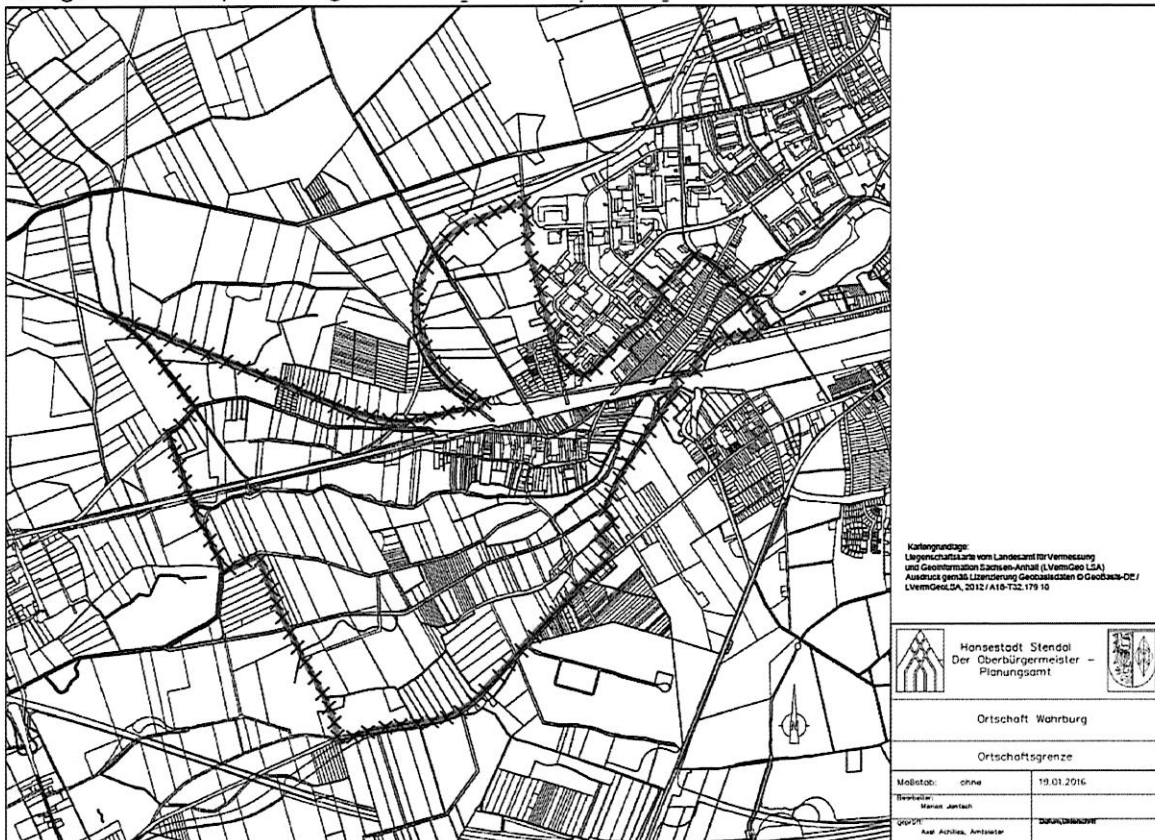 Kartengrundlage:
Liegenschaftskarte vom Landesamt für Vermessung
und Geoinformation Sachsen-Anhalt (LVermGeo LSA)
Ausdruck gemäß Lizenzierung Geobasisdaten © GeoBasis-DE /
LVermGeoLSA, 2012 / A18-T32.179 10
Hansestadt Stendal
Der Oberbürgermeister –
Planungsamt
Ortschaft Wahrburg
Ortschaftsgrenze
Maßstab: ohne
19.01.2016
Bearbeiter:
geprüft:
Datum,Unterschrift
Axel Achilles, Amtsleiter